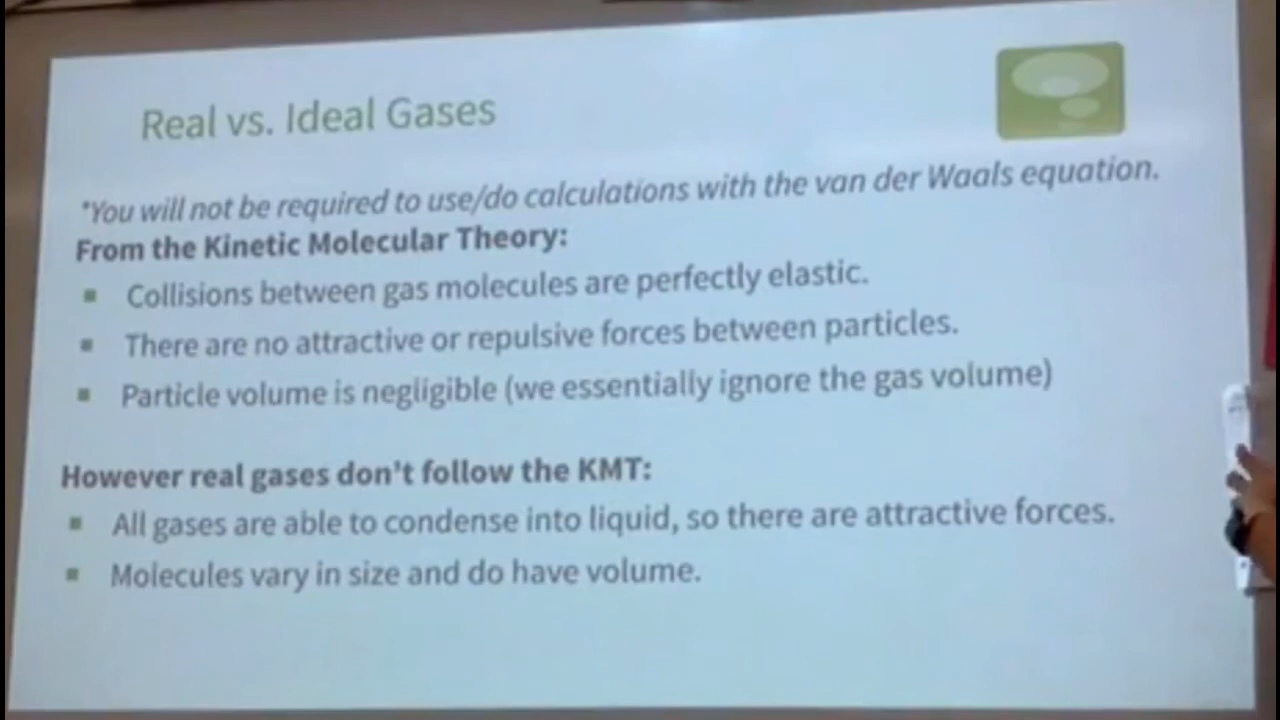 Real vs. Ideal Gases
*You will not be required to use/do calculations with the van der Waals equation.
From the Kinetic Molecular Theory:
Collisions between gas molecules are perfectly elastic.
There are no attractive or repulsive forces between particles.
Particle volume is negligible (we essentially ignore the gas volume)
However real gases don't follow the KMT:
All gases are able to condense into liquid, so there are attractive forces.
Molecules vary in size and do have volume.